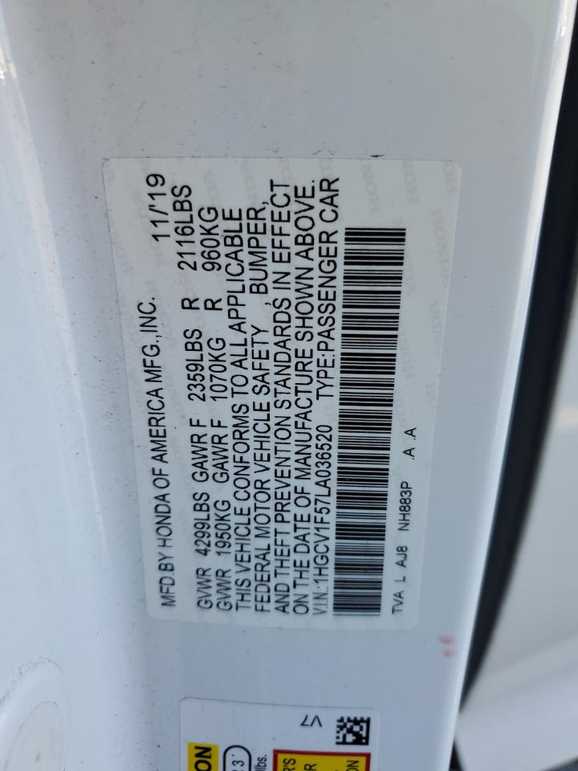 MFD.BY HONDA OF AMERICA MFG.,INC. 11/'19
GVWR 4299LBS GAWR F 2359LBS R 2116LBS
GVWR 1950KG GAWR F 1070KG R 960KG
THIS VEHICLE CONFORMS TO ALL APPLICABLE
FEDERAL MOTOR VEHICLE SAFETY , BUMPER,
AND THEFT PREVENTION STANDARDS IN EFFECT
ON THE DATE OF MANUFACTURE SHOWN ABOVE.
V.I.N.:1HGCV1F57LA036520 TYPE:PASSENGER CAR
TVA L AJ8 NH883P .A .A
V7